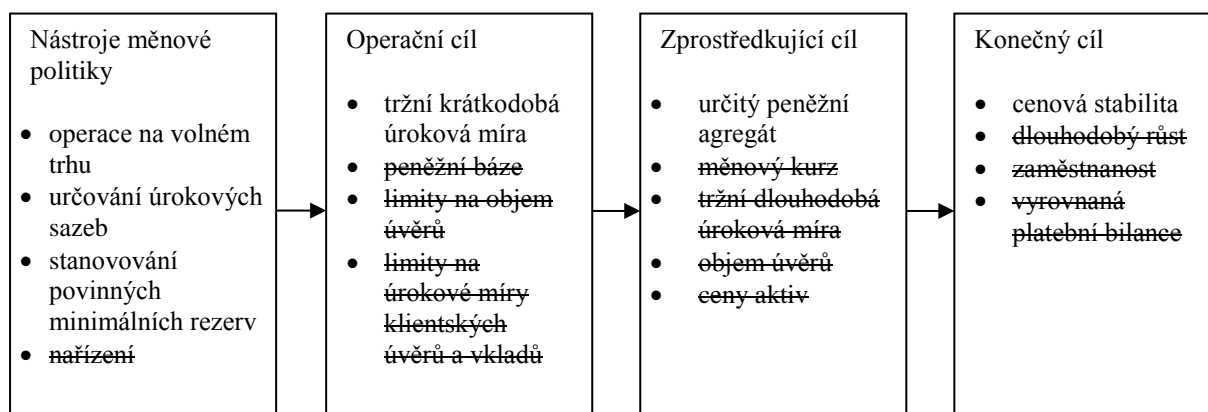 Nástroje měnové
politiky
• operace na volném
trhu
• určování úrokových
sazeb
• stanovování
povinných
minimálních rezerv
• nařízení
Operační cíl
• tržní krátkodobá
úroková míra
• peněžní báze
• limity na objem
úvěrů
• limity na
úrokové míry
klientských
úvěrů a vkladů
Zprostředkující cíl
• určitý peněžní
agregát
• měnový kurz
• tržní dlouhodobá
úroková míra
• objem úvěrů
• ceny aktiv
Konečný cíl
• cenová stabilita
• dlouhodobý růst
• zaměstnanost
• vyrovnaná
platební bilance